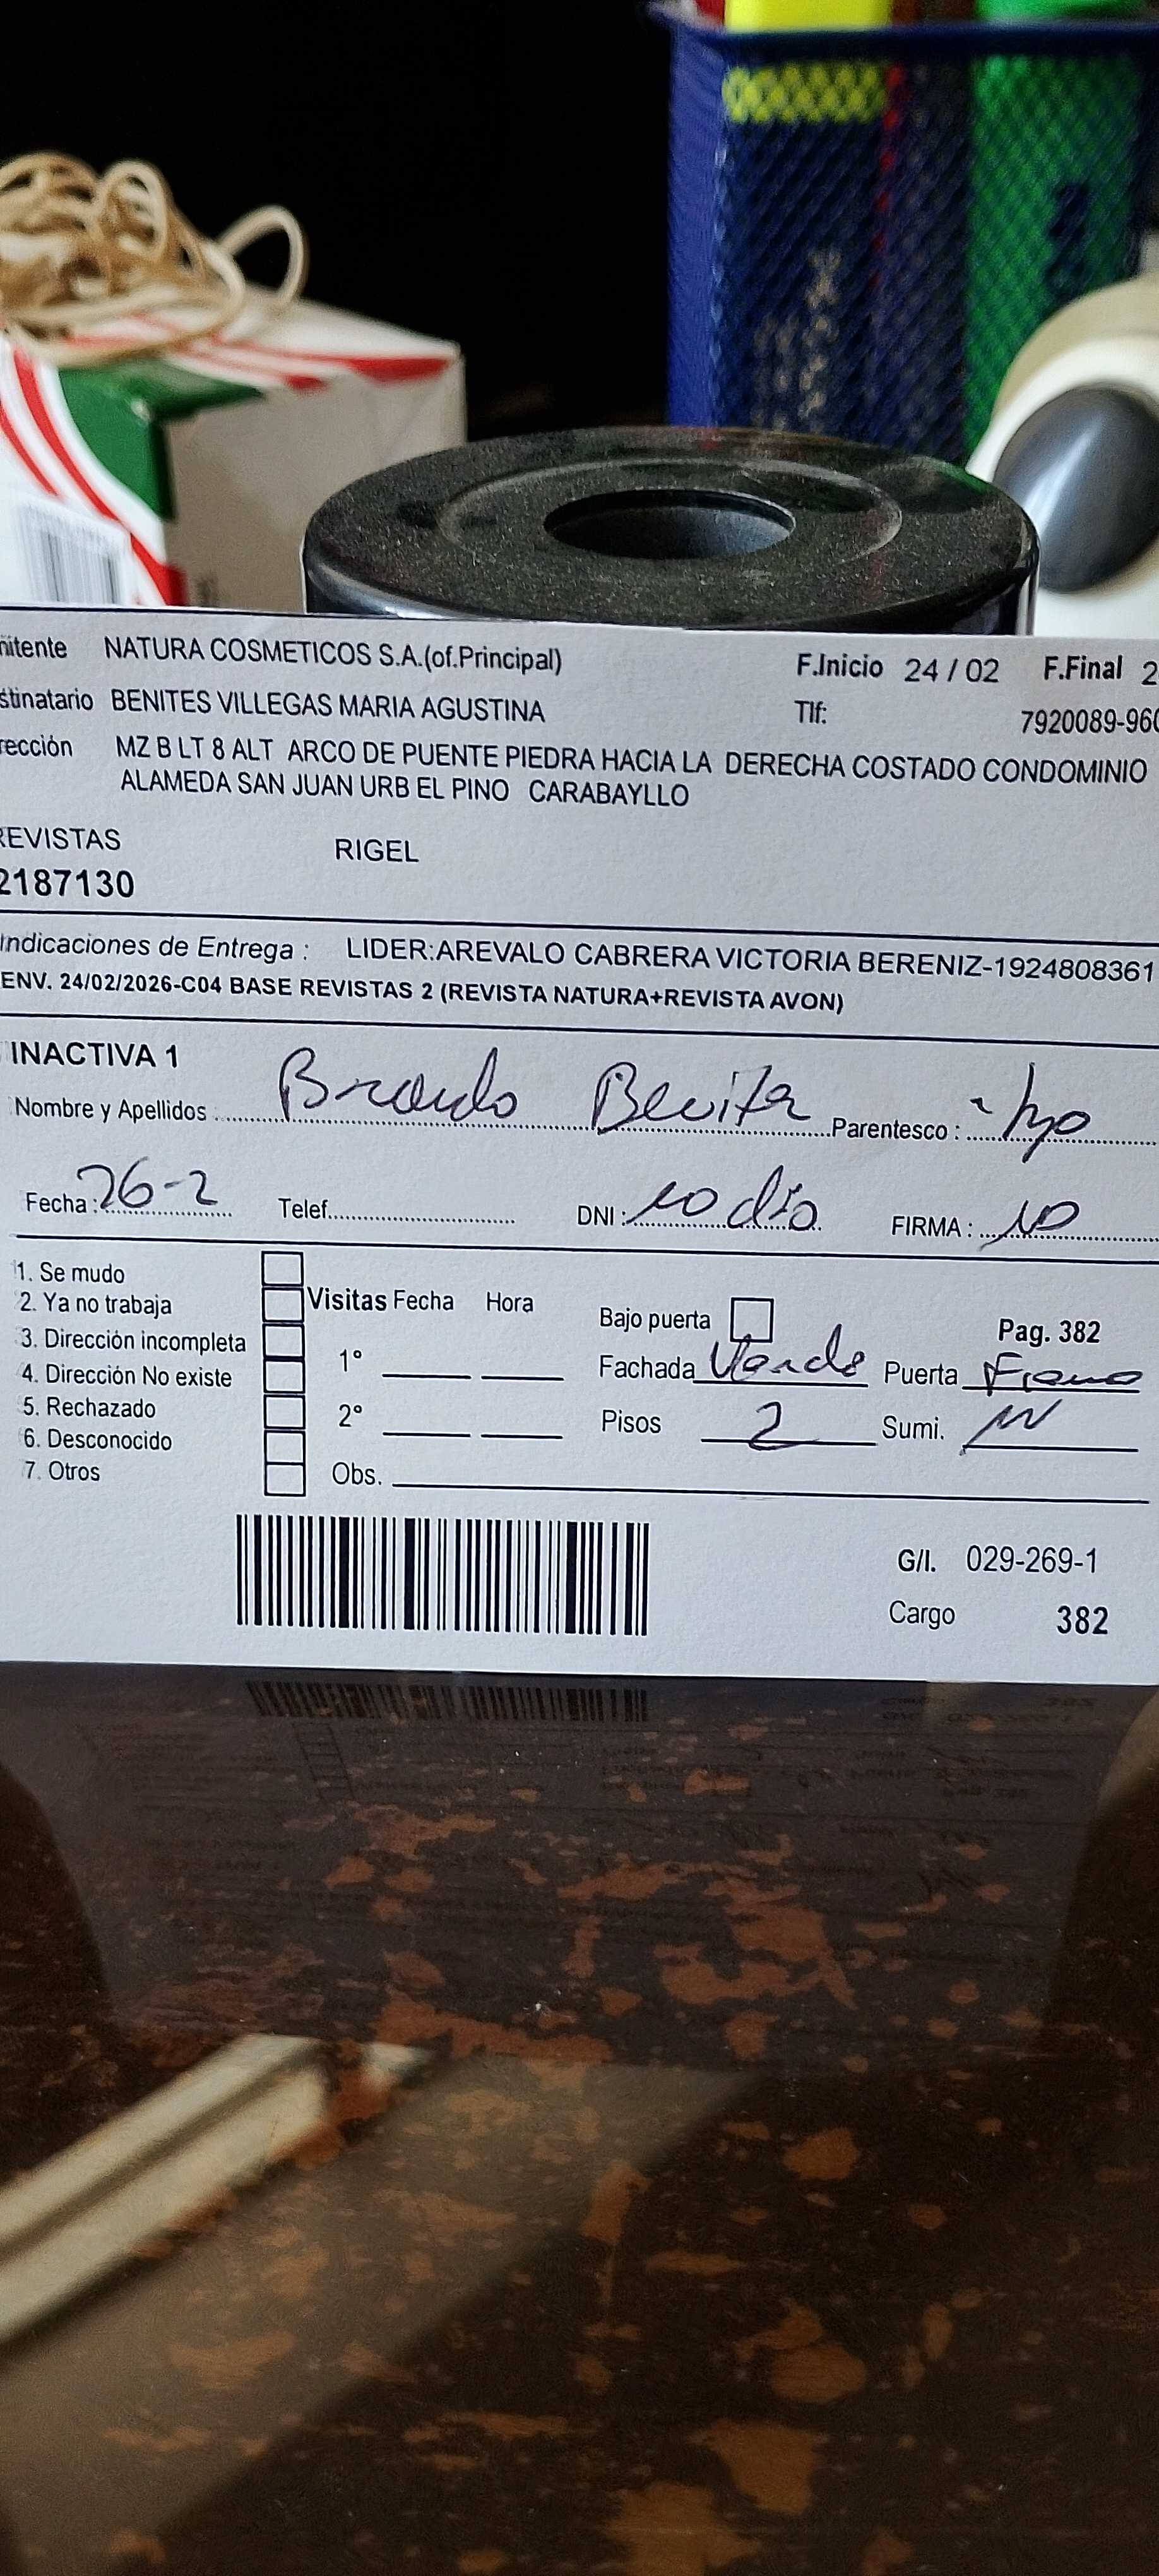 nitente NATURA COSMETICOS S.A.(of.Principal) F.Inicio 24 / 02 F.Final 2
stinatario BENITES VILLEGAS MARIA AGUSTINA Tlf: 7920089-960
rección MZ B LT 8 ALT ARCO DE PUENTE PIEDRA HACIA LA DERECHA COSTADO CONDOMINIO
ALAMEDA SAN JUAN URB EL PINO CARABAYLLO
REVISTAS RIGEL
2187130
Indicaciones de Entrega : LIDER:AREVALO CABRERA VICTORIA BERENIZ-1924808361
ENV. 24/02/2026-C04 BASE REVISTAS 2 (REVISTA NATURA+REVISTA AVON)
INACTIVA 1
Nombre y Apellidos Parentesco :
Fecha : 26-2 Telef. DNI : no dio FIRMA : no
1. Se mudo
2. Ya no trabaja Visitas Fecha Hora Bajo puerta Pag. 382
3. Dirección incompleta 1° Fachada Verde Puerta
4. Dirección No existe
5. Rechazado 2° Pisos 2 Sumi.
6. Desconocido
7. Otros Obs.
G/I. 029-269-1
Cargo 382